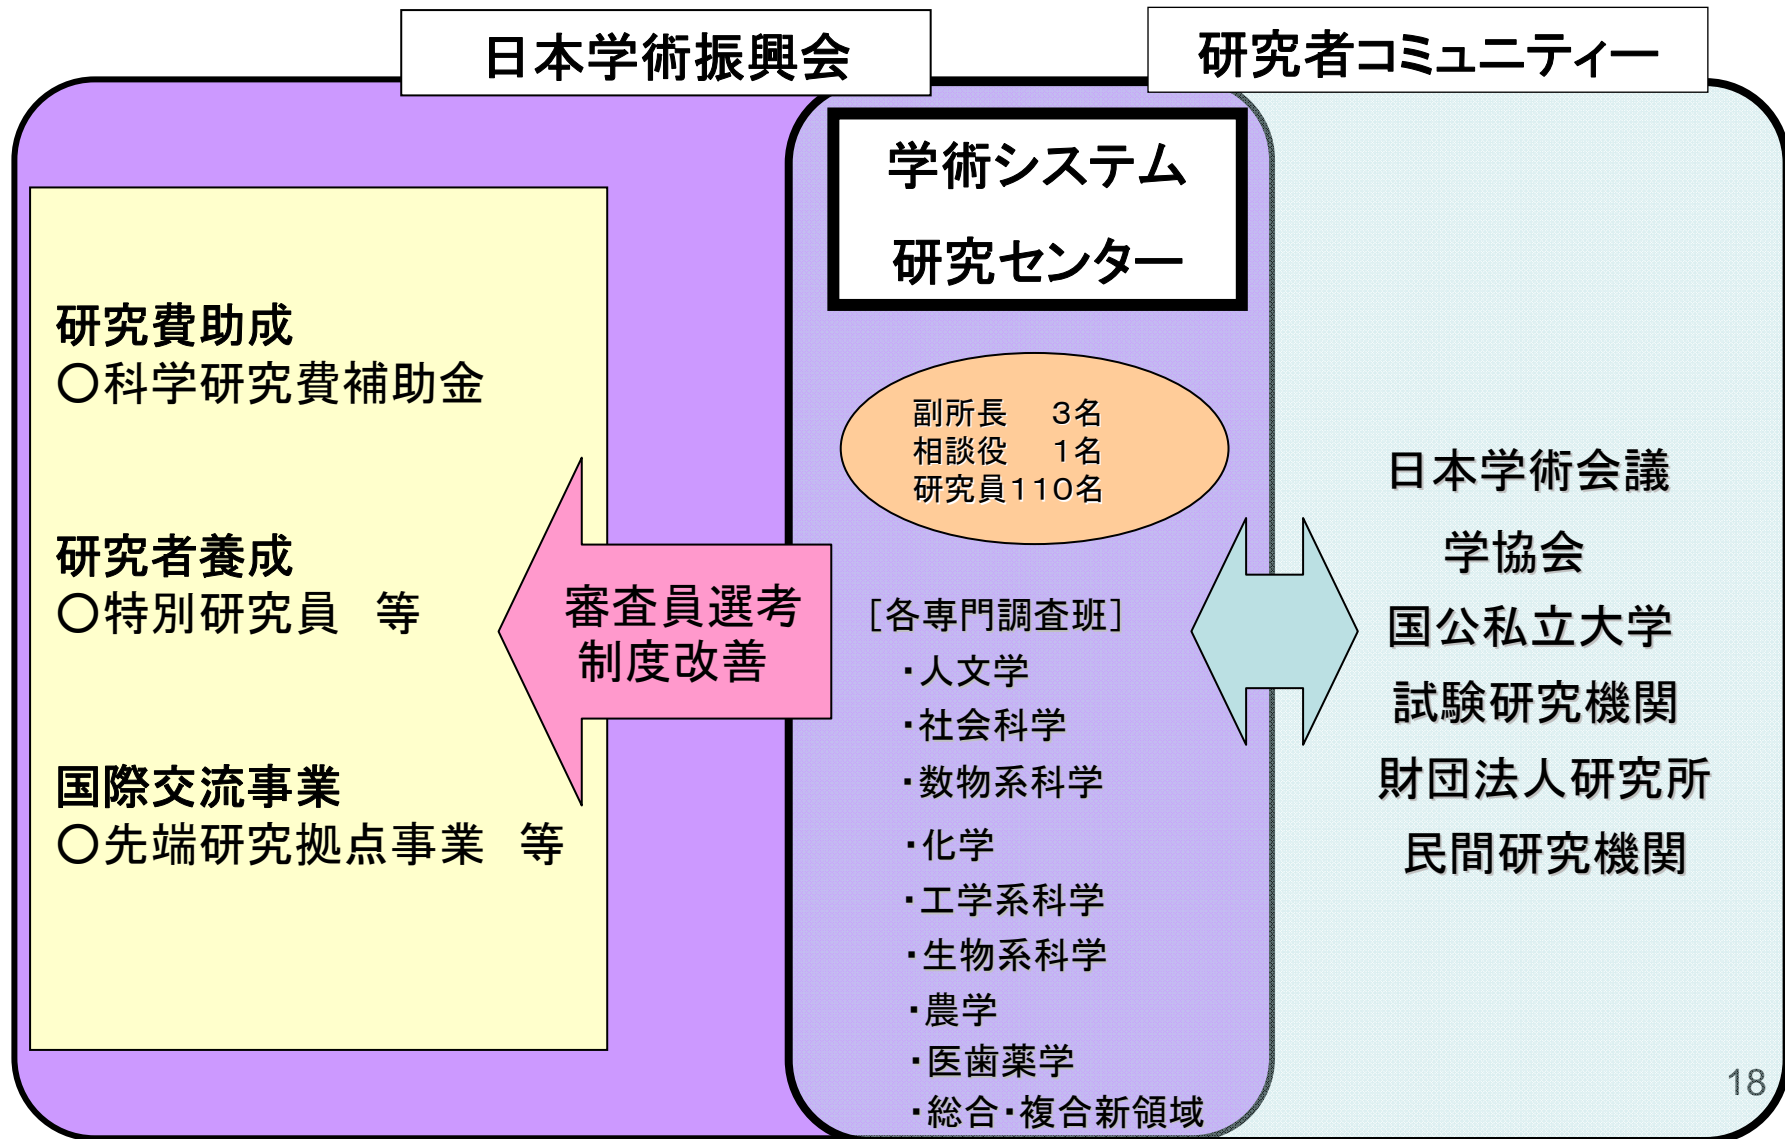 日本学術振興会
研究者コミュニティー
学術システム
研究センター
研究費助成
○科学研究費補助金
研究者養成
○特別研究員　等
国際交流事業
○先端研究拠点事業　等
審査員選考
制度改善
副所長　３名
相談役　１名
研究員１１０名
［各専門調査班］
・人文学
・社会科学
・数物系科学
・化学
・工学系科学
・生物系科学
・農学
・医歯薬学
・総合・複合新領域
日本学術会議
学協会
国公私立大学
試験研究機関
財団法人研究所
民間研究機関
18